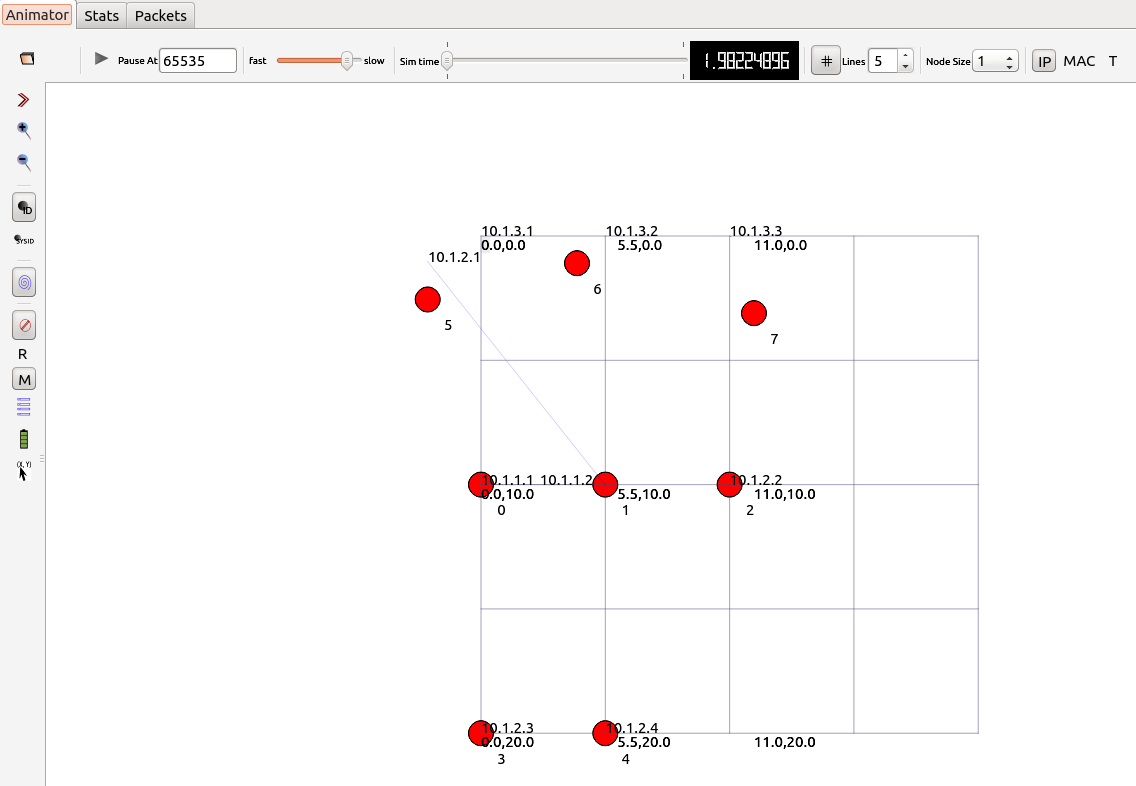 Animator Stats Packets
Pause At 65535 fast slow Sim time 1.98224896 # Lines 5 Node Size 1 IP MAC T
ID
SYSID
R
M
(X, Y)
10.1.3.1 10.1.3.2 10.1.3.3
0.0,0.0 5.5,0.0 11.0,0.0
10.1.2.1
6
5
7
10.1.1.1 10.1.1.2 10.1.2.2
0.0,10.0 5.5,10.0 11.0,10.0
0 1 2
10.1.2.3 10.1.2.4
0.0,20.0 5.5,20.0 11.0,20.0
3 4